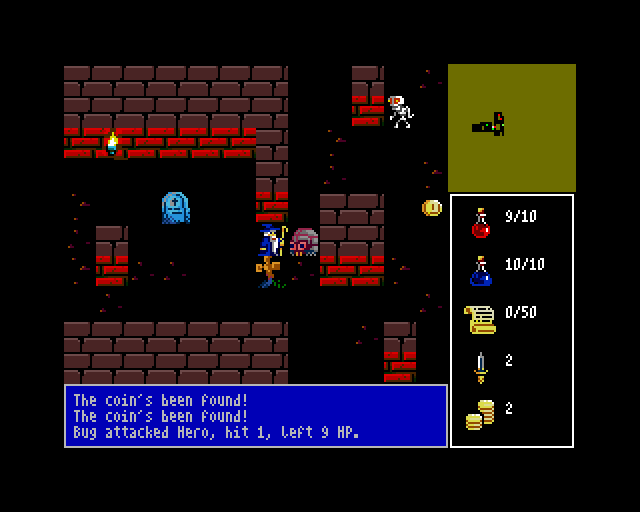 9/10
10/10
0/50
2
2
The coin's been found!
The coin's been found!
Bug attacked Hero, hit 1, left 9 HP.